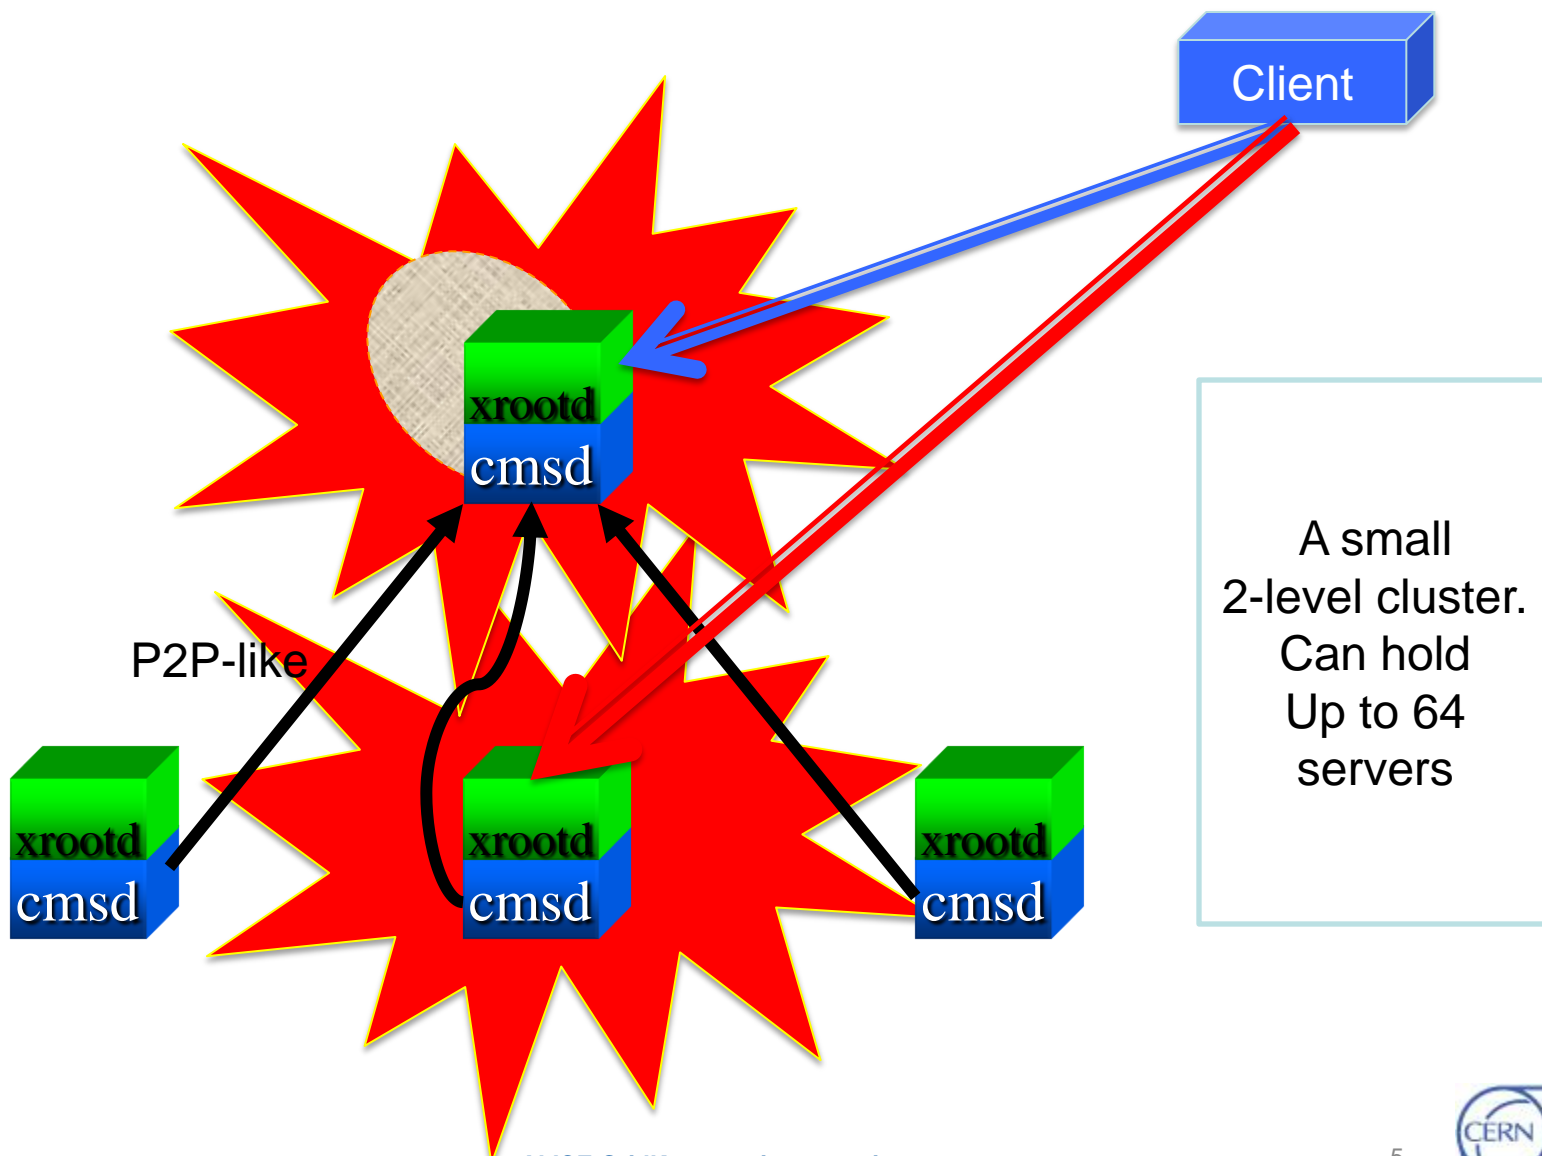 Client
xrootd
cmsd
P2P-like
xrootd
cmsd
xrootd
cmsd
xrootd
cmsd
A small
2-level cluster.
Can hold
Up to 64
servers
CERN